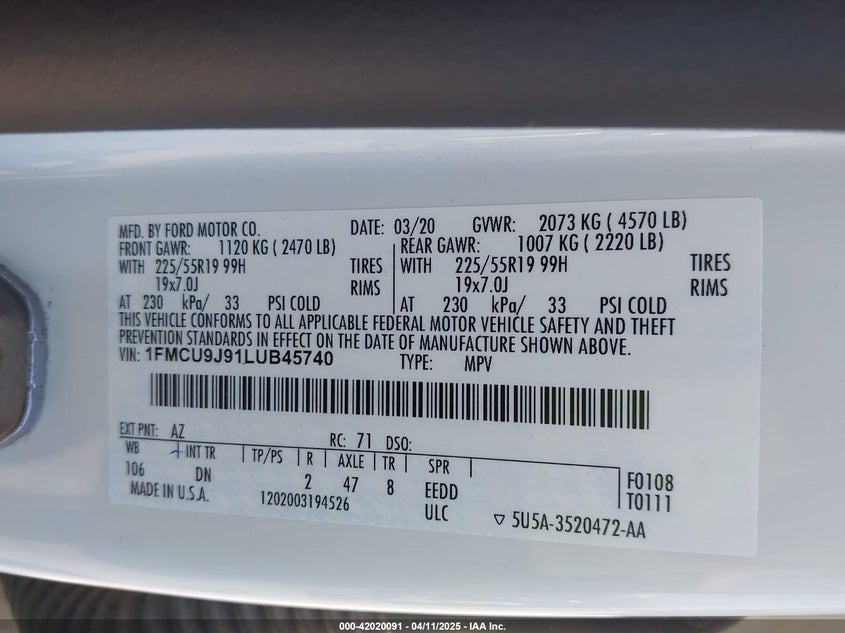 MFD. BY FORD MOTOR CO. DATE: 03/20 GVWR: 2073 KG ( 4570 LB)
FRONT GAWR: 1120 KG ( 2470 LB) REAR GAWR: 1007 KG ( 2220 LB)
WITH 225/55R19 99H TIRES WITH 225/55R19 99H TIRES
19x7.0J RIMS 19x7.0J RIMS
AT 230 kPa/ 33 PSI COLD AT 230 kPa/ 33 PSI COLD
THIS VEHICLE CONFORMS TO ALL APPLICABLE FEDERAL MOTOR VEHICLE SAFETY AND THEFT
PREVENTION STANDARDS IN EFFECT ON THE DATE OF MANUFACTURE SHOWN ABOVE.
VIN: 1FMCU9J91LUB45740 TYPE: MPV
EXT PNT: AZ RC: 71 DSO:
WB INT TR TP/PS R AXLE TR SPR
106 DN 2 47 8 EEDD F0108
MADE IN U.S.A. 1202003194526 ULC T0111
5U5A-3520472-AA
000-42020091 - 04/11/2025 - IAA Inc.